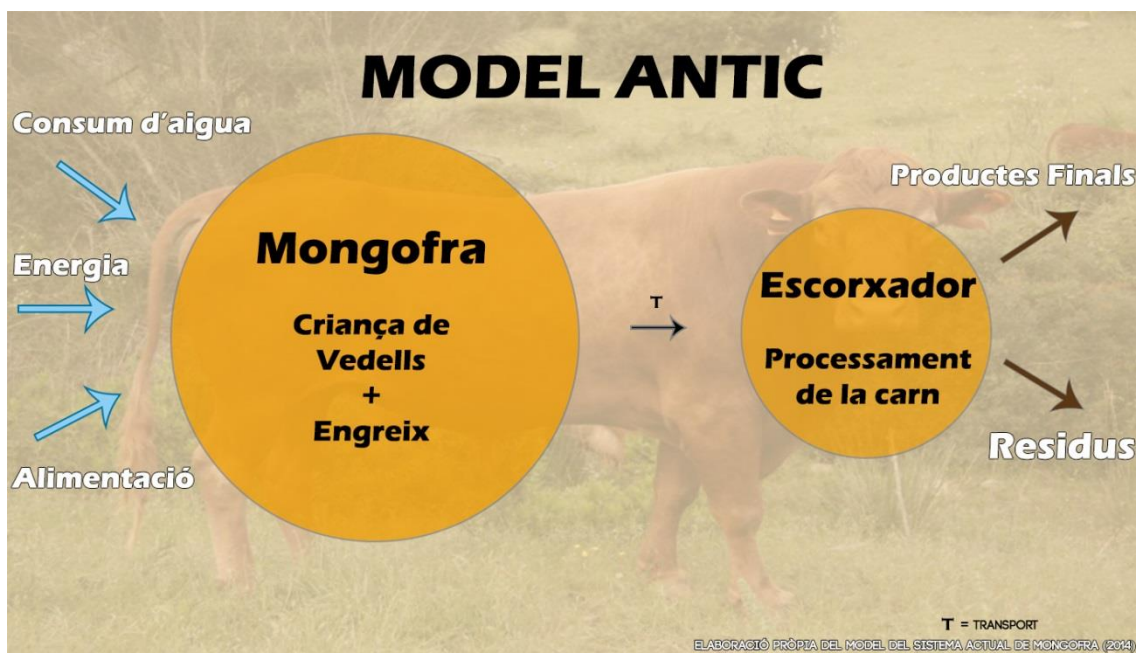 MODEL ANTIC
Consum d'aigua
Energia
Alimentació
Mongofra
Criança de
Vedells
+
Engreix
T
Escorxador
Processament
de la carn
Productes Finals
Residus
T = TRANSPORT
ELABORACIÓ PRÒPIA DEL MODEL DEL SISTEMA ACTUAL DE MONGOFRA (2014)